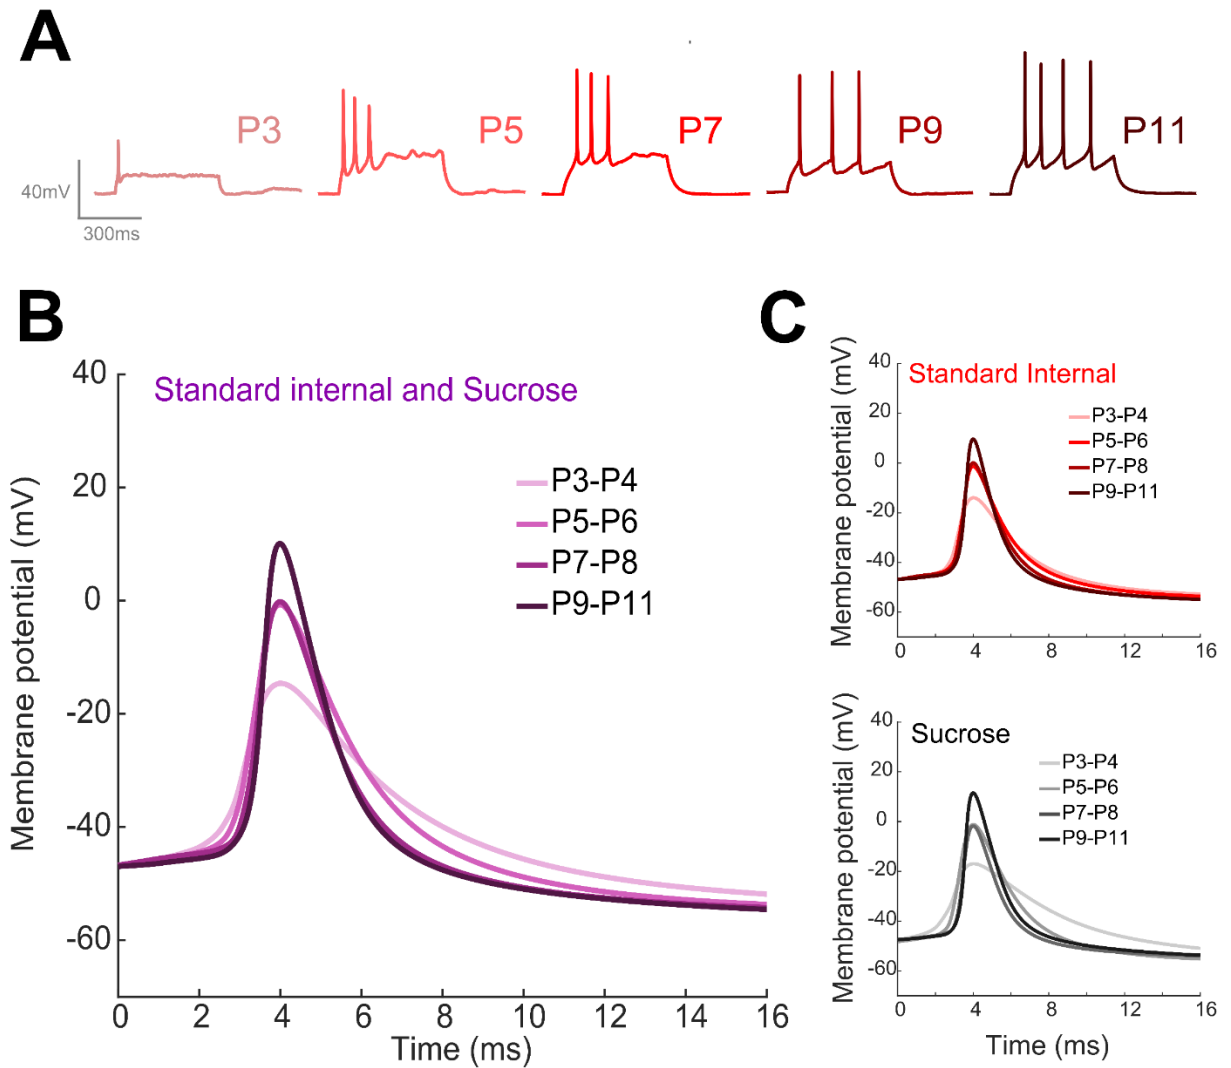 A
P3
P5
P7
P9
P11
40mV
300ms
B
40
20
0
-20
-40
-60
Membrane potential (mV)
Standard internal and Sucrose
P3-P4
P5-P6
P7-P8
P9-P11
0 2 4 6 8 10 12 14 16
Time (ms)
C
40
20
0
-20
-40
-60
Membrane potential (mV)
Standard Internal
P3-P4
P5-P6
P7-P8
P9-P11
0 4 8 12 16
40
20
0
-20
-40
-60
Membrane potential (mV)
Sucrose
P3-P4
P5-P6
P7-P8
P9-P11
0 4 8 12 16
Time (ms)